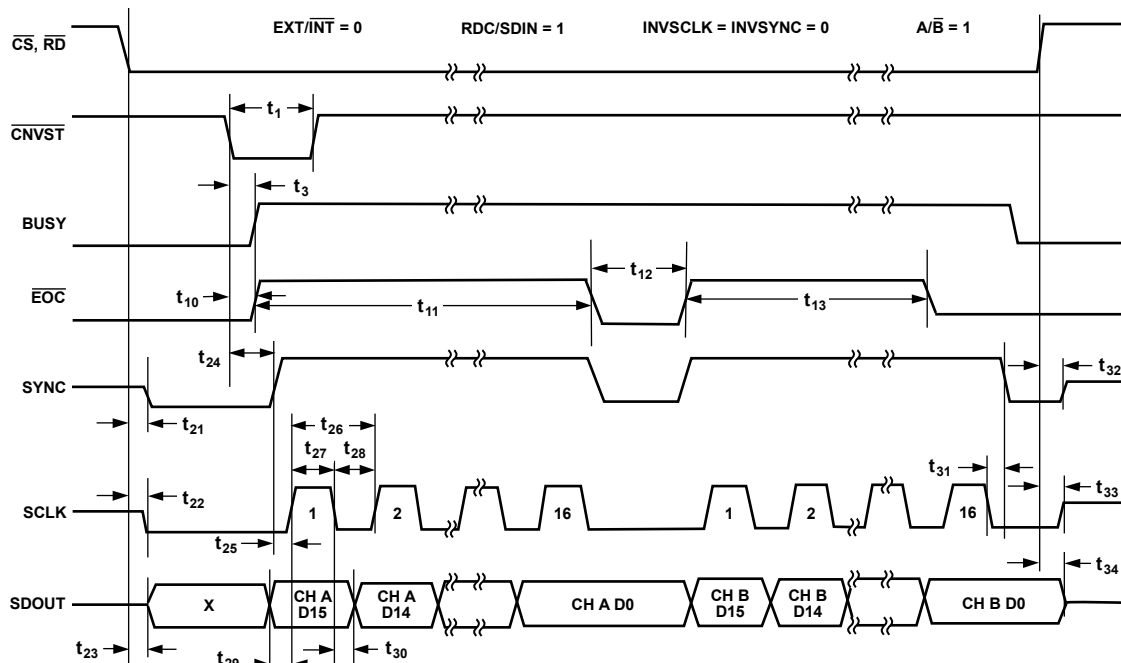 EXT/INT = 0 RDC/SDIN = 1 INVSCLK = INVSYNC = 0 A/B = 1
CS, RD
t1
CNVST
t3
BUSY
t12
t10
EOC
t11
t13
t24
SYNC
t32
t21
t26
t27 t28
t31
t22
t33
SCLK
1 2 16 1 2 16
t25
t34
SDOUT
X
CH A
D15
CH A
D14
CH A D0
CH B
D15
CH B
D14
CH B D0
t23
t29
t30